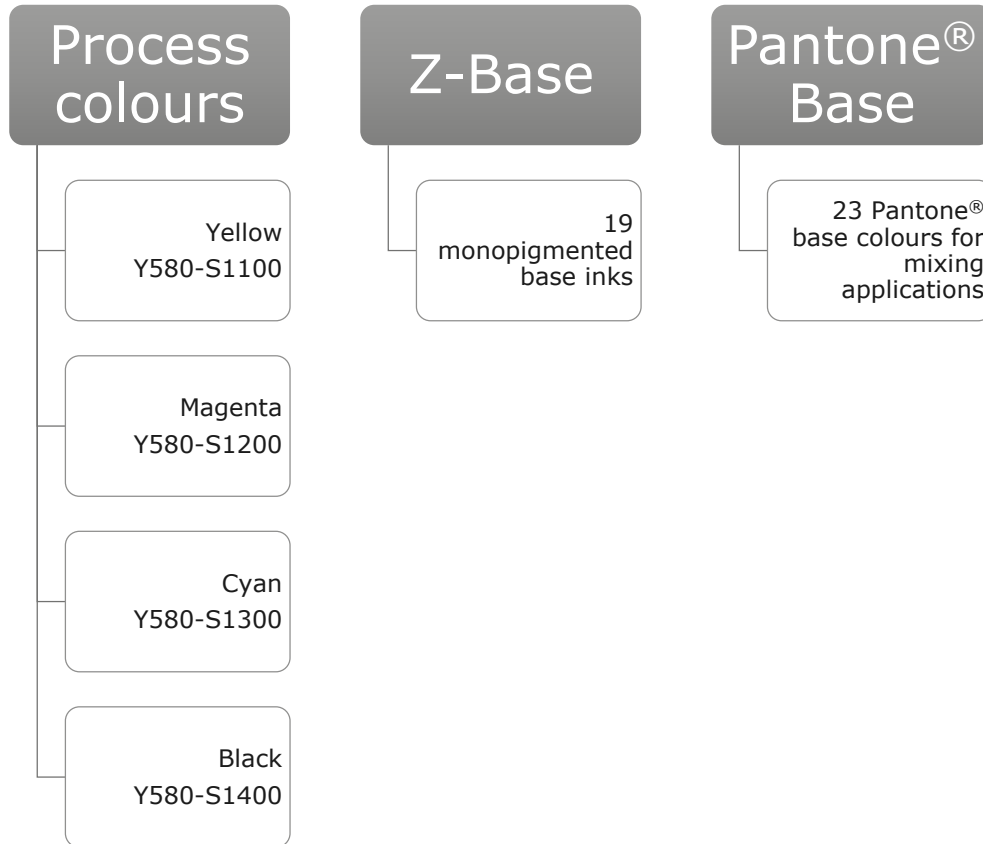 Process
colours
Yellow
Y580-S1100
Magenta
Y580-S1200
Cyan
Y580-S1300
Black
Y580-S1400
Z-Base
19
monopigmented
base inks
Pantone®
Base
23 Pantone®
base colours for
mixing
applications